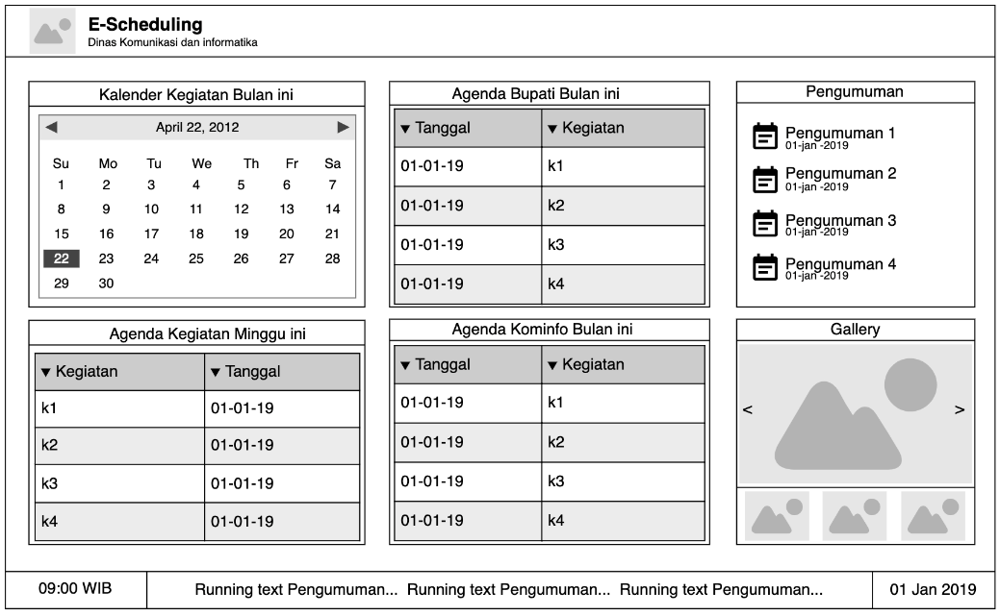 E-Scheduling
Dinas Komunikasi dan informatika
Kalender Kegiatan Bulan ini
April 22, 2012
Su Mo Tu We Th Fr Sa
1 2 3 4 5 6 7
8 9 10 11 12 13 14
15 16 17 18 19 20 21
22 23 24 25 26 27 28
29 30
Agenda Bupati Bulan ini
Tanggal Kegiatan
01-01-19 k1
01-01-19 k2
01-01-19 k3
01-01-19 k4
Pengumuman
Pengumuman 1
01-jan -2019
Pengumuman 2
01-jan -2019
Pengumuman 3
01-jan -2019
Pengumuman 4
01-jan -2019
Agenda Kegiatan Minggu ini
Kegiatan Tanggal
k1 01-01-19
k2 01-01-19
k3 01-01-19
k4 01-01-19
Agenda Kominfo Bulan ini
Tanggal Kegiatan
01-01-19 k1
01-01-19 k2
01-01-19 k3
01-01-19 k4
Gallery
< >
09:00 WIB Running text Pengumuman... Running text Pengumuman... Running text Pengumuman... 01 Jan 2019